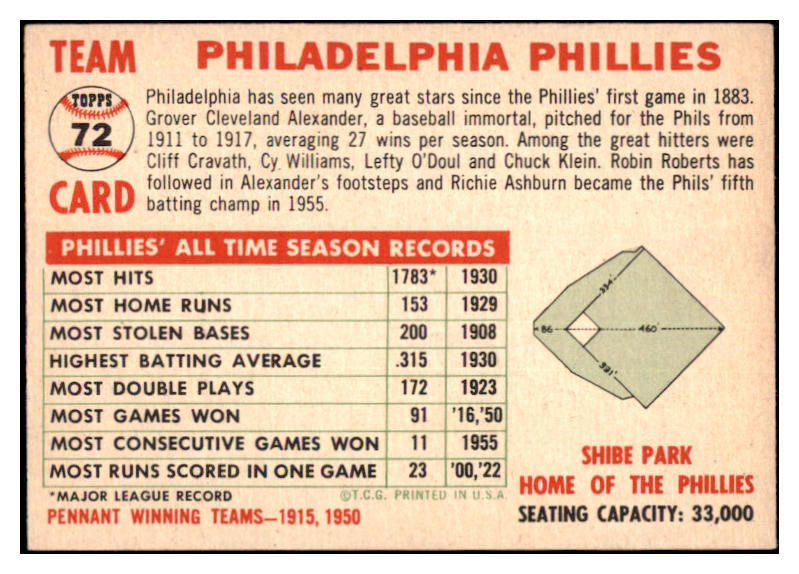 TEAM PHILADELPHIA PHILLIES
TOPPS
72
CARD
Philadelphia has seen many great stars since the Phillies' first game in 1883.
Grover Cleveland Alexander, a baseball immortal, pitched for the Phils from
1911 to 1917, averaging 27 wins per season. Among the great hitters were
Cliff Cravath, Cy Williams, Lefty O'Doul and Chuck Klein. Robin Roberts has
followed in Alexander's footsteps and Richie Ashburn became the Phils' fifth
batting champ in 1955.
PHILLIES' ALL TIME SEASON RECORDS
MOST HITS 1783* 1930
MOST HOME RUNS 153 1929
MOST STOLEN BASES 200 1908
HIGHEST BATTING AVERAGE .315 1930
MOST DOUBLE PLAYS 172 1923
MOST GAMES WON 91 '16,'50
MOST CONSECUTIVE GAMES WON 11 1955
MOST RUNS SCORED IN ONE GAME 23 '00,'22
*MAJOR LEAGUE RECORD ©T.C.G. PRINTED IN U.S.A.
PENNANT WINNING TEAMS—1915, 1950
334'
86 460'
331'
SHIBE PARK
HOME OF THE PHILLIES
SEATING CAPACITY: 33,000